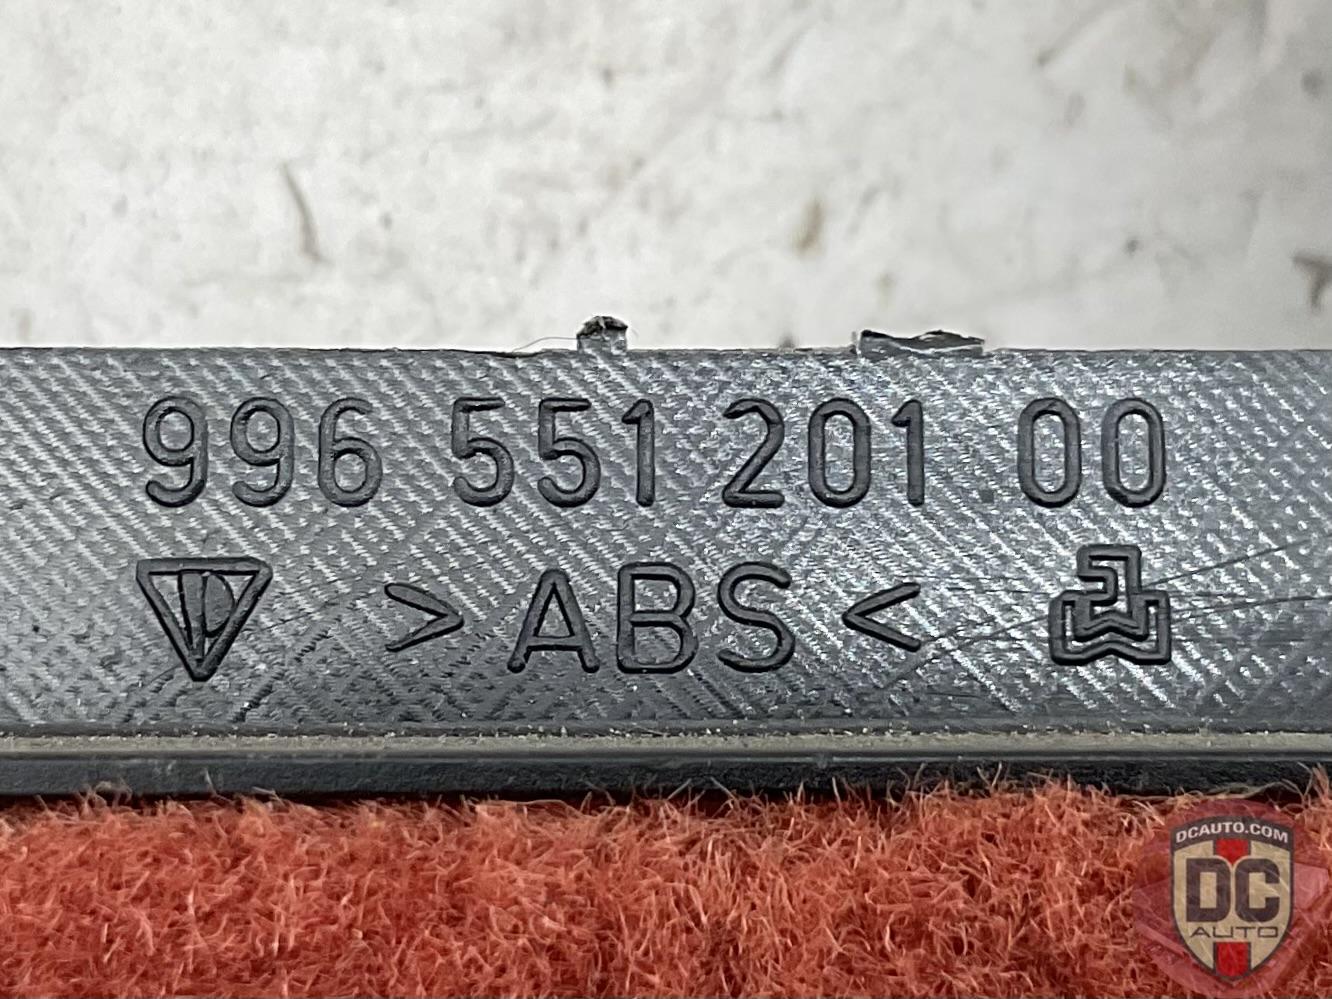 996 551 201 00
>ABS<
DCAUTO.COM
DC
AUTO